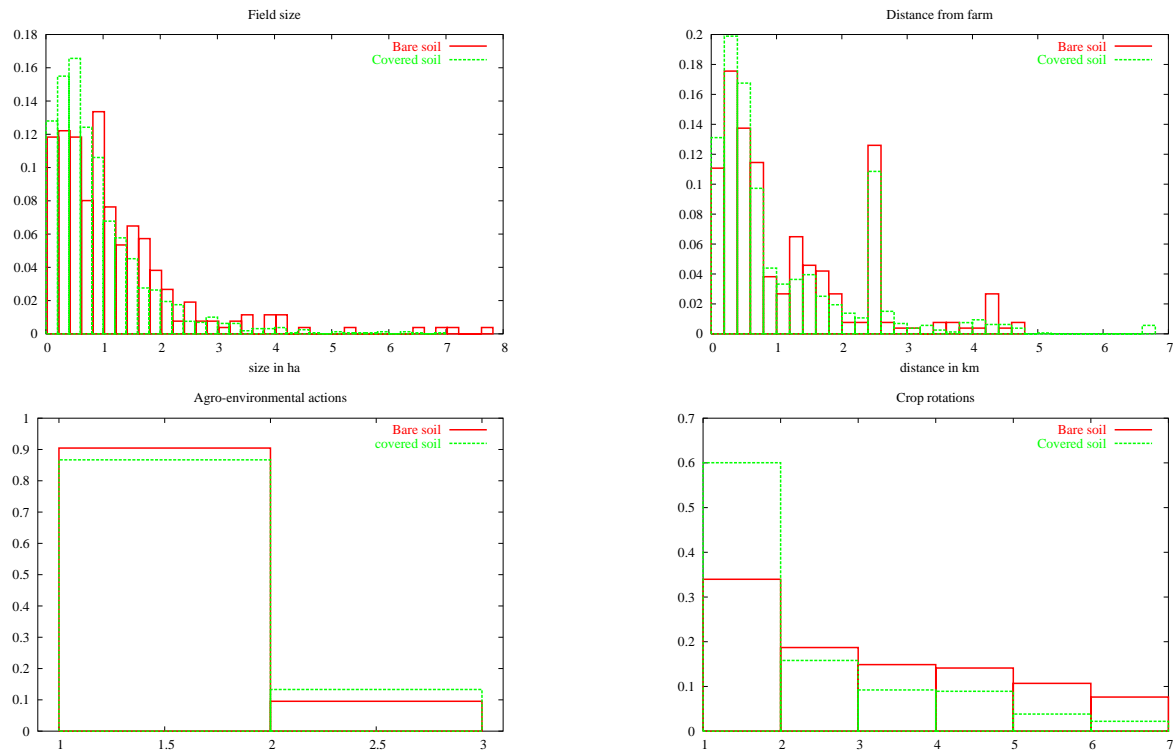 Field size
0.18
0.16
0.14
0.12
0.10
0.08
0.06
0.04
0.02
0
0 1 2 3 4 5 6 7 8
size in ha
Bare soil
Covered soil
Distance from farm
0.2
0.18
0.16
0.14
0.12
0.1
0.08
0.06
0.04
0.02
0
0 1 2 3 4 5 6 7
distance in km
Bare soil
Covered soil
Agro-environmental actions
1
0.9
0.8
0.7
0.6
0.5
0.4
0.3
0.2
0.1
0
1 1.5 2 2.5 3
Bare soil
covered soil
Crop rotations
0.7
0.6
0.5
0.4
0.3
0.2
0.1
0
1 2 3 4 5 6 7
Bare soil
Covered soil